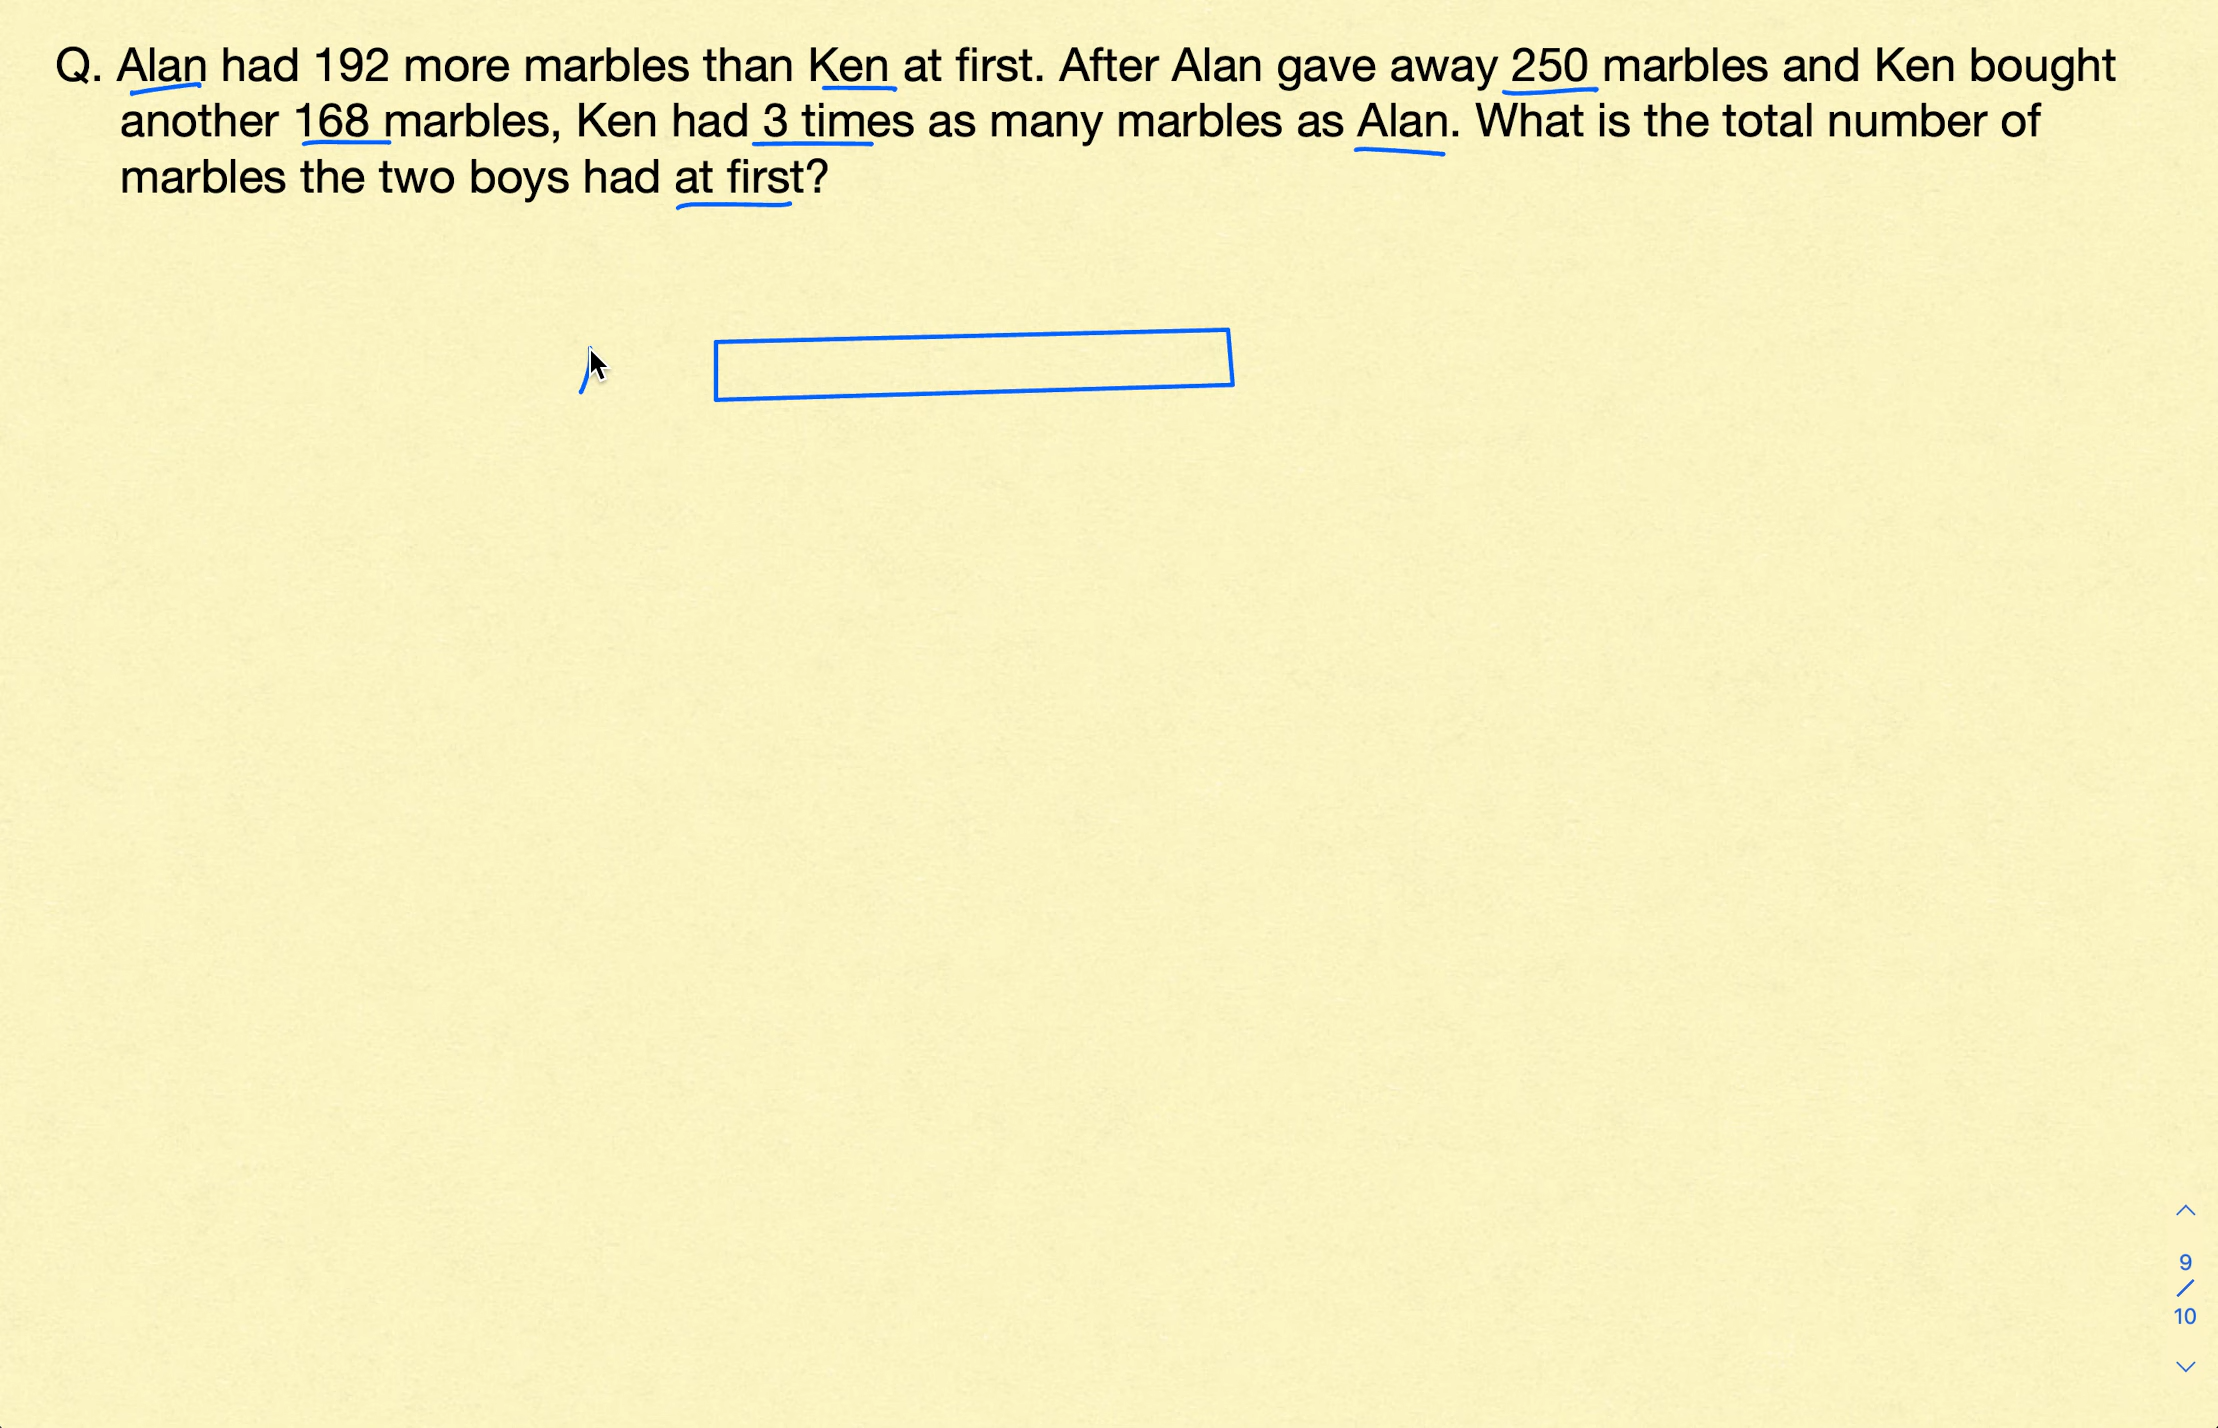 Q. Alan had 192 more marbles than Ken at first. After Alan gave away 250 marbles and Ken bought
another 168 marbles, Ken had 3 times as many marbles as Alan. What is the total number of
marbles the two boys had at first?
9
/
10